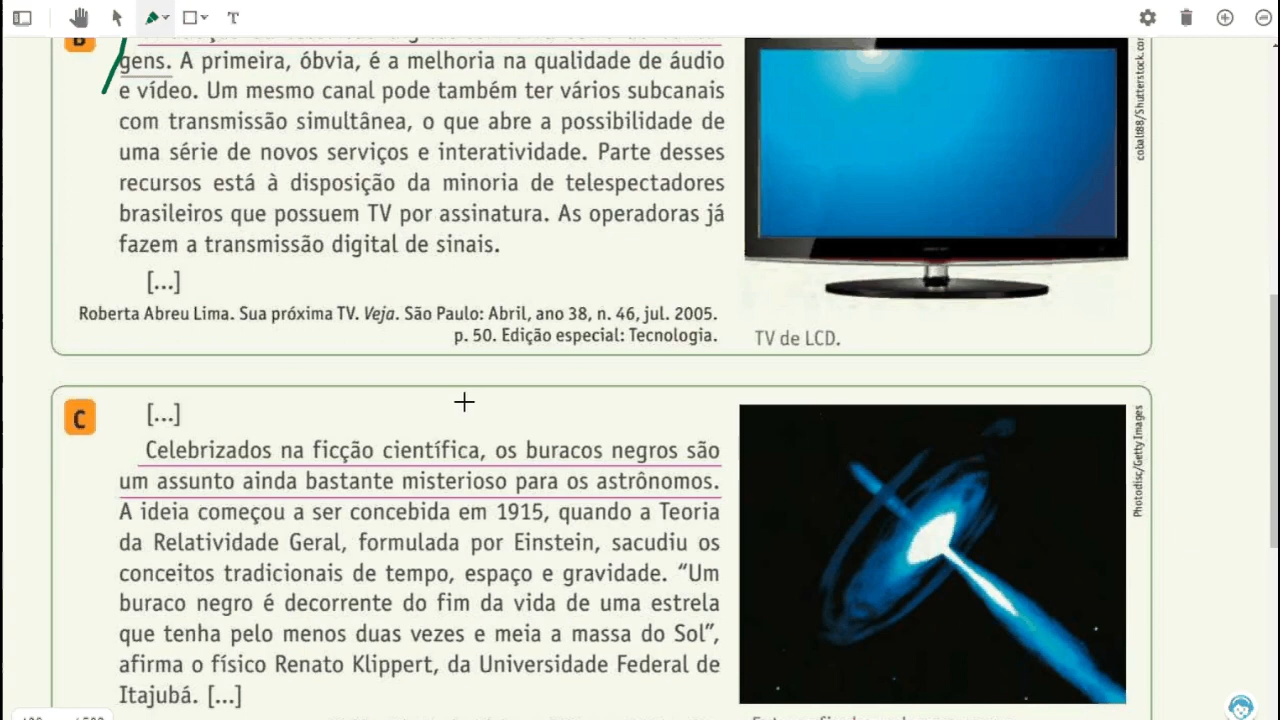 T
B
gens. A primeira, óbvia, é a melhoria na qualidade de áudio
e vídeo. Um mesmo canal pode também ter vários subcanais
com transmissão simultânea, o que abre a possibilidade de
uma série de novos serviços e interatividade. Parte desses
recursos está à disposição da minoria de telespectadores
brasileiros que possuem TV por assinatura. As operadoras já
fazem a transmissão digital de sinais.
[...]
Roberta Abreu Lima. Sua próxima TV. Veja. São Paulo: Abril, ano 38, n. 46, jul. 2005.
p. 50. Edição especial: Tecnologia.
cobalt88/Shutterstock.com
TV de LCD.
C
[...]
Celebrizados na ficção científica, os buracos negros são
um assunto ainda bastante misterioso para os astrônomos.
A ideia começou a ser concebida em 1915, quando a Teoria
da Relatividade Geral, formulada por Einstein, sacudiu os
conceitos tradicionais de tempo, espaço e gravidade. “Um
buraco negro é decorrente do fim da vida de uma estrela
que tenha pelo menos duas vezes e meia a massa do Sol”,
afirma o físico Renato Klippert, da Universidade Federal de
Itajubá. [...]
Photodisc/Getty Images